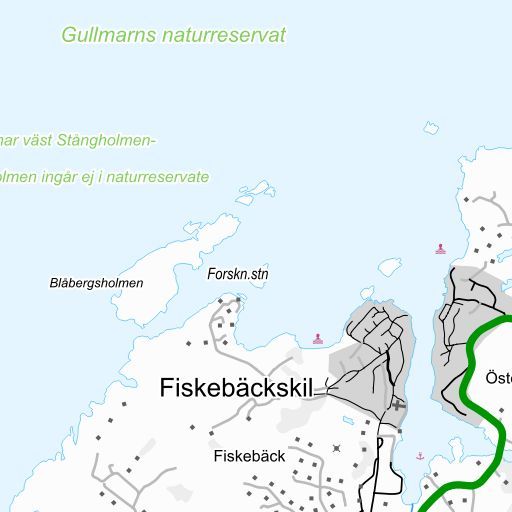 Gullmarns naturreservat
nar väst Stångholmen-
olmen ingår ej i naturreservate
Forskn.stn
Blåbergsholmen
Fiskebäckskil
Öste
Fiskebäck